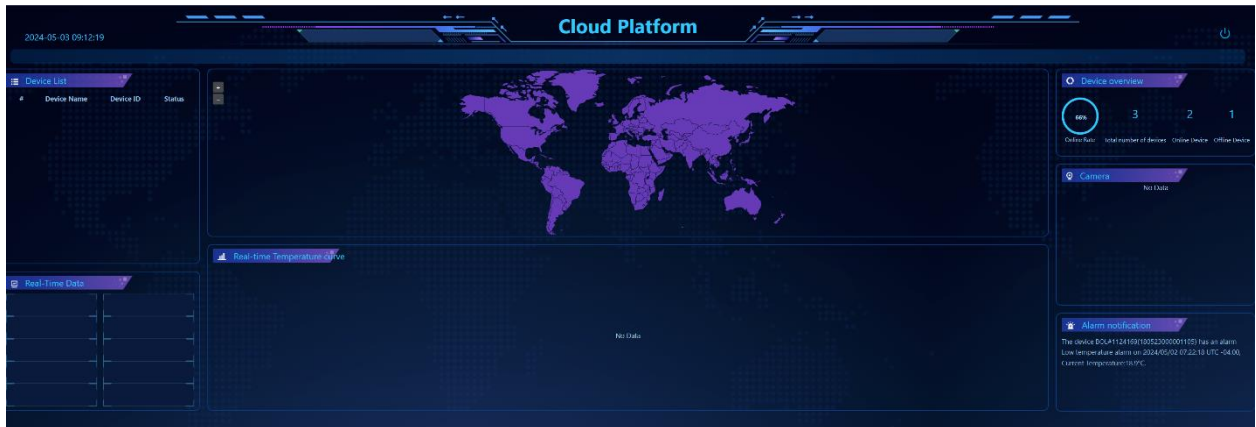 Cloud Platform
2024-05-03 09:12:19
Device List
# Device Name Device ID Status
Real-Time Data
+
−
Real-time Temperature curve
No Data
Device overview
66%
3 2 1
Online Rate Total number of devices Online Device Offline Device
Camera
No Data
Alarm notification
The device has an alarm
Low temperature alarm on 2024/05/02 07:22:18 UTC -04:00,
Current Temperature:18.9°C.